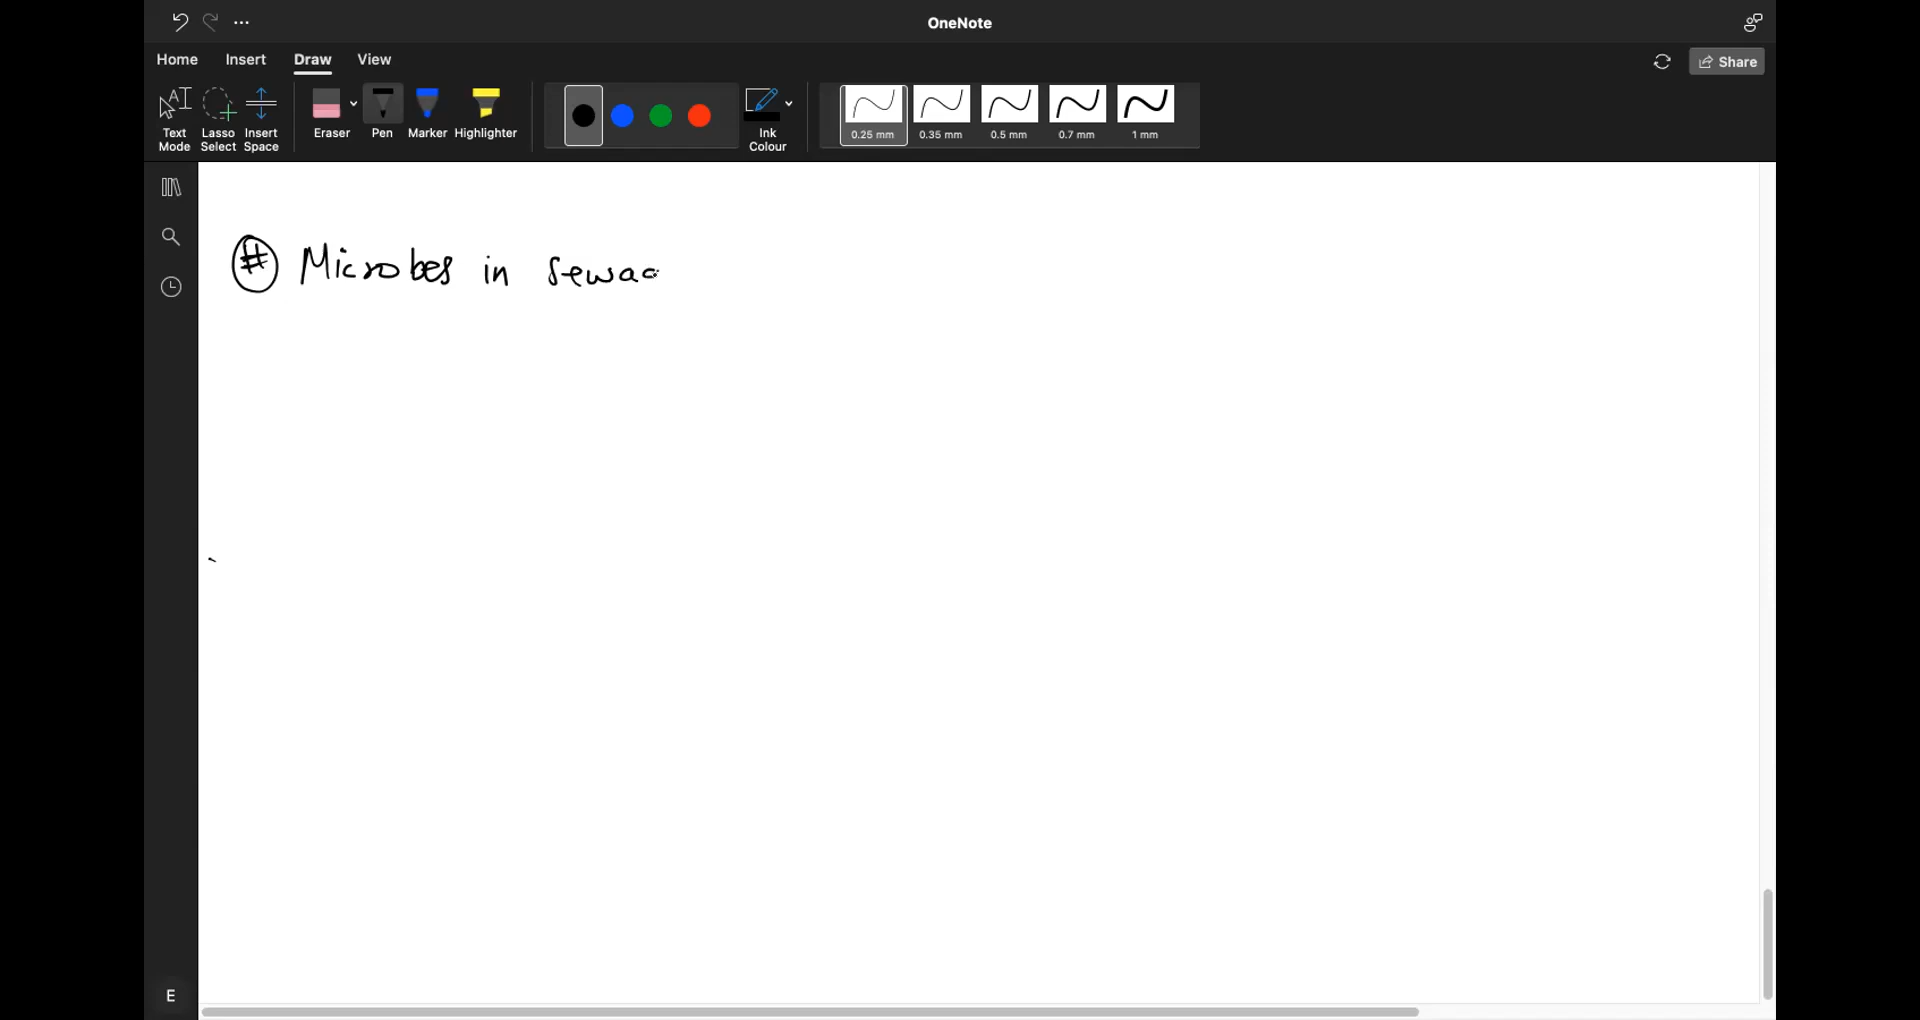 OneNote
Home Insert Draw View
Share
Text Mode
Lasso Select
Insert Space
Eraser
Pen
Marker
Highlighter
Ink Colour
0.25 mm
0.35 mm
0.5 mm
0.7 mm
1 mm
# Microbes in sewag
E